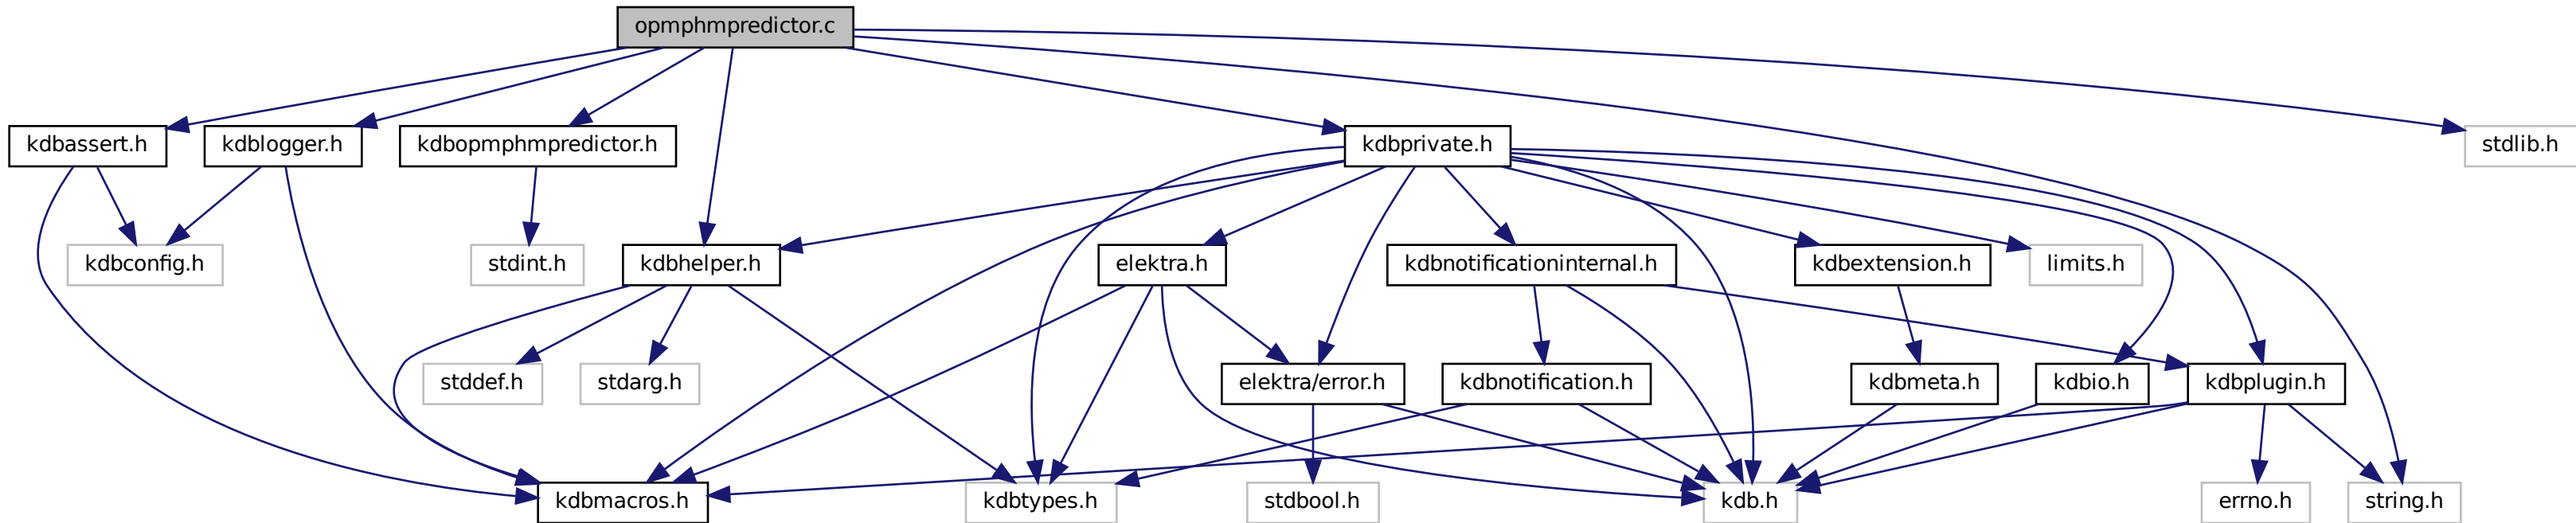 opmphmpredictor.c
kdbassert.h
kdblogger.h
kdbopmphmpredictor.h
kdbprivate.h
stdlib.h
kdbconfig.h
stdint.h
kdbhelper.h
elektra.h
kdbnotificationinternal.h
kdbextension.h
limits.h
stddef.h
stdarg.h
elektra/error.h
kdbnotification.h
kdbmeta.h
kdbio.h
kdbplugin.h
kdbmacros.h
kdbtypes.h
stdbool.h
kdb.h
errno.h
string.h